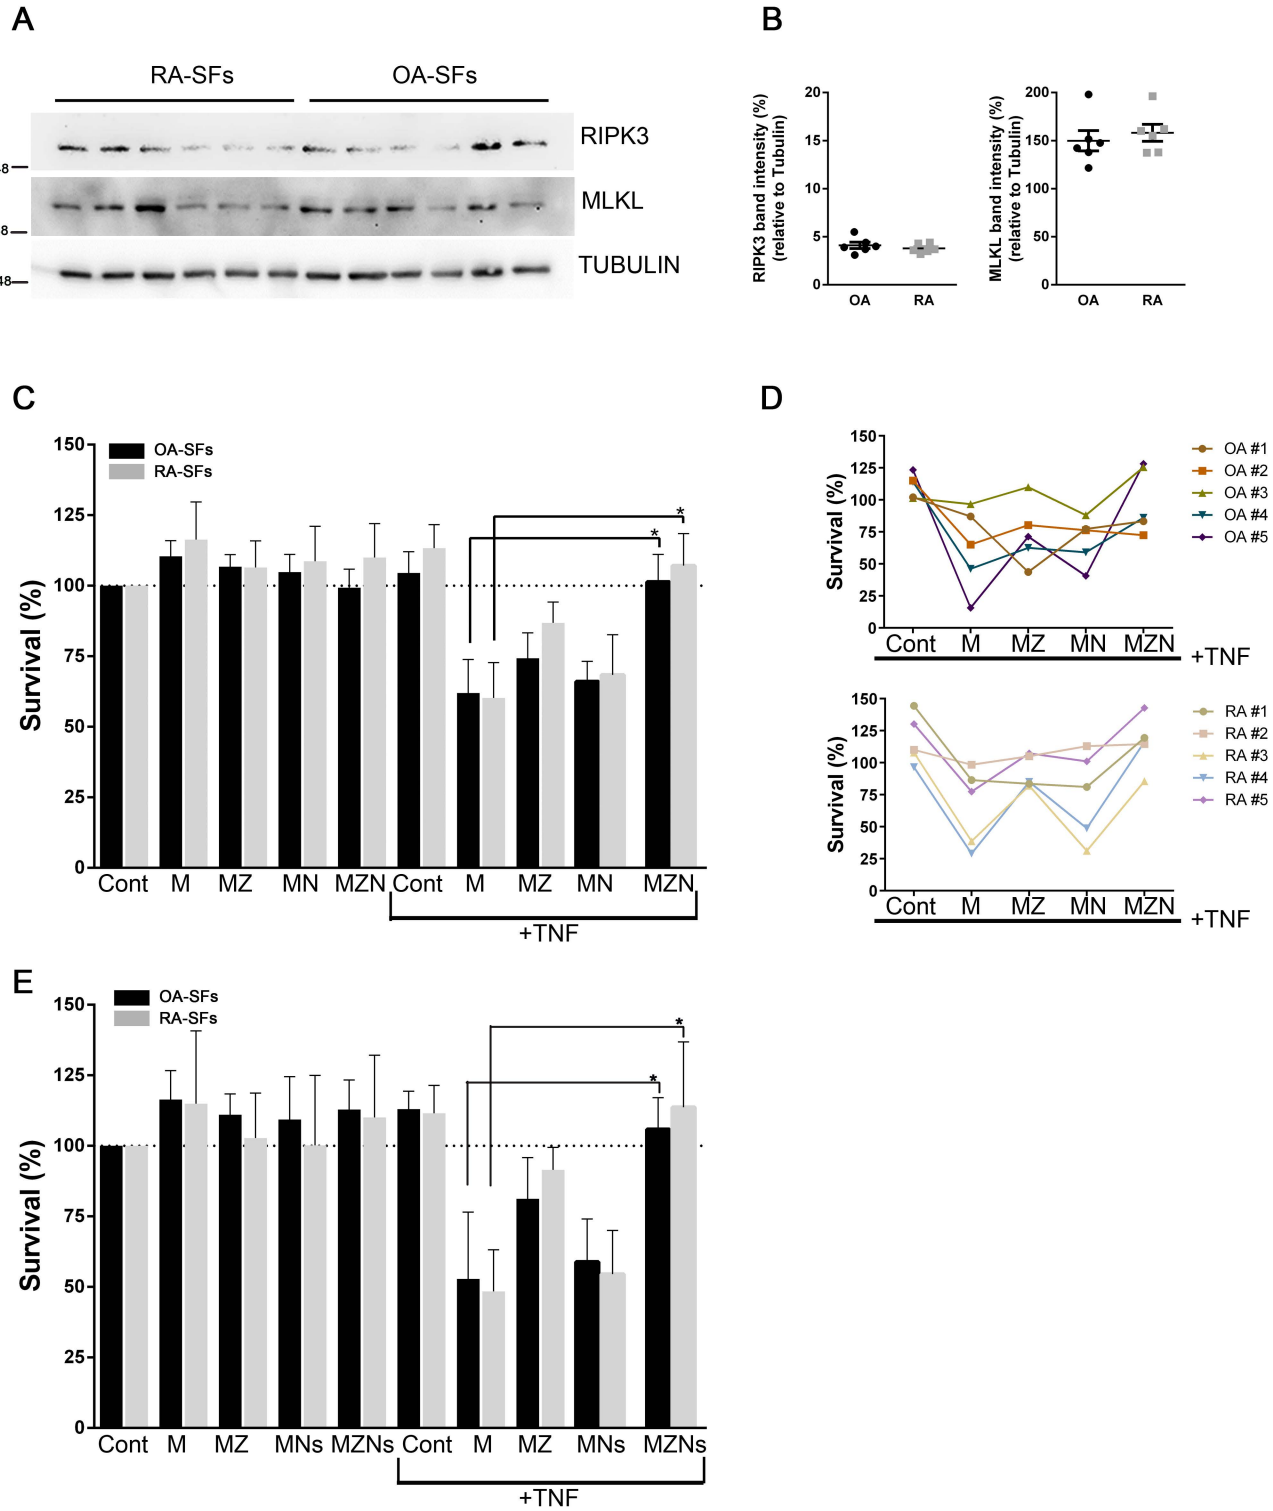 A
RA-SFs OA-SFs
RIPK3
48
MLKL
48
TUBULIN
48
B
RIPK3 band intensity (%)
(relative to Tubulin)
20
15
10
5
0
OA RA
MLKL band intensity (%)
(relative to Tubulin)
200
150
100
50
0
OA RA
C
OA-SFs
RA-SFs
Survival (%)
150
125
100
75
50
25
0
* *
Cont M MZ MN MZN Cont M MZ MN MZN
+TNF
D
Survival (%)
150
125
100
75
50
25
0
OA #1
OA #2
OA #3
OA #4
OA #5
Cont M MZ MN MZN
+TNF
Survival (%)
150
125
100
75
50
25
0
RA #1
RA #2
RA #3
RA #4
RA #5
Cont M MZ MN MZN
+TNF
E
OA-SFs
RA-SFs
Survival (%)
150
125
100
75
50
25
0
* *
Cont M MZ MNs MZNs Cont M MZ MNs MZNs
+TNF